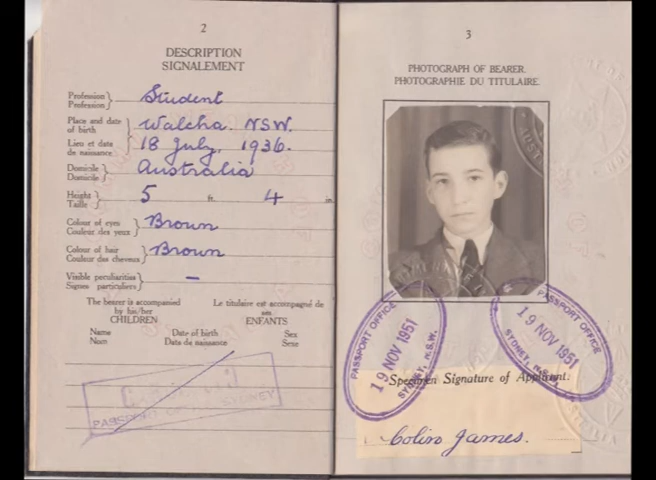 2
DESCRIPTION
SIGNALEMENT
Profession
Profession
Student
Place and date
of birth
Walcha. NSW.
Lieu et date
de naissance
18 July, 1936.
Domicile
Domicile
Australia
Height
Taille
5 ft. 4 in.
Colour of eyes
Couleur des yeux
Brown
Colour of hair
Couleur des cheveux
Brown
Visible peculiarities
Signes particuliers
—
The bearer is accompanied
by his/her
CHILDREN
Le titulaire est accompagné de
ses
ENFANTS
Name Date of birth Sex
Nom Date de naissance Sexe
PASSPORT SYDNEY
3
PHOTOGRAPH OF BEARER.
PHOTOGRAPHIE DU TITULAIRE.
PASSPORT OFFICE
19 NOV 1951
SYDNEY, N.S.W.
PASSPORT OFFICE
19 NOV 1951
SYDNEY,
Specimen Signature of Applicant:
Colin James.